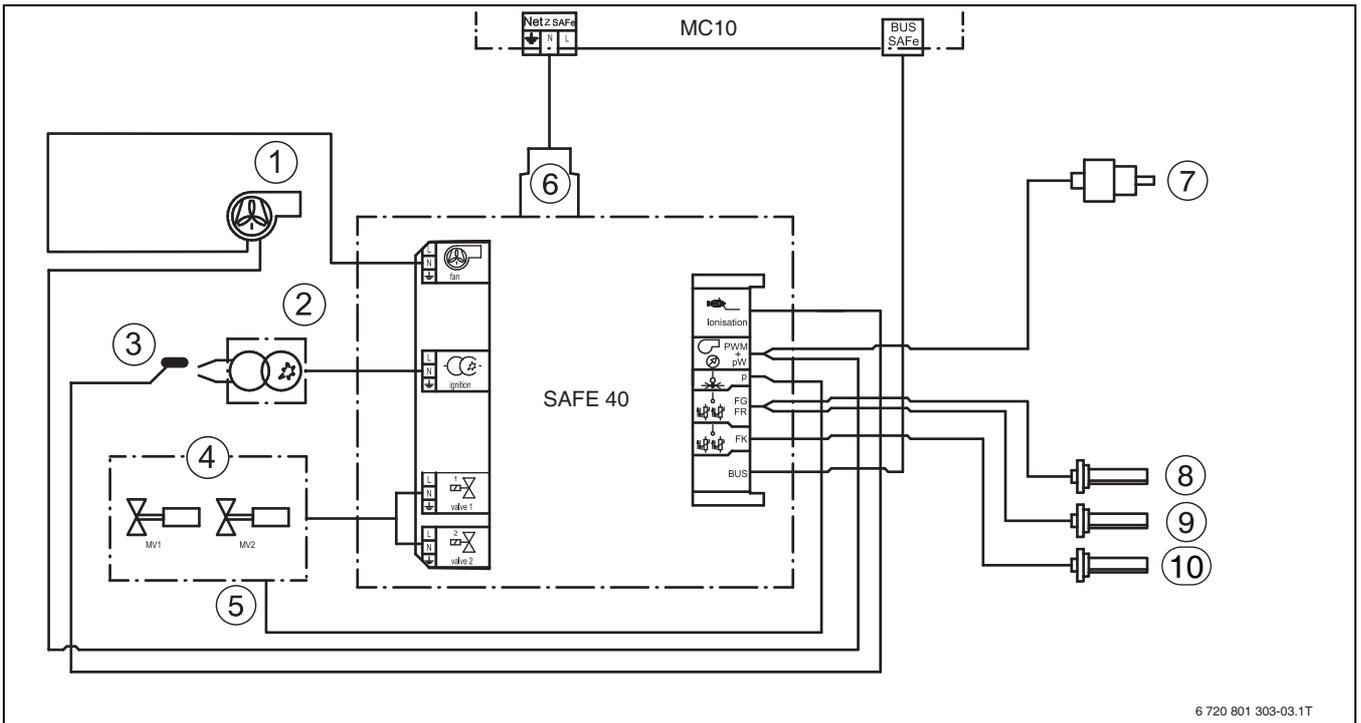 Netz SAFe
N L
MC10
BUS
SAFe
1
6
7
L
N
fan
2
Ionisation
PWM
+
pW
3
L
N
ignition
p
SAFE 40
FG
FR
FK
4
BUS
8
1
L
N
valve 1
9
MV1
MV2
2
L
N
valve 2
10
5
6 720 801 303-03.1T